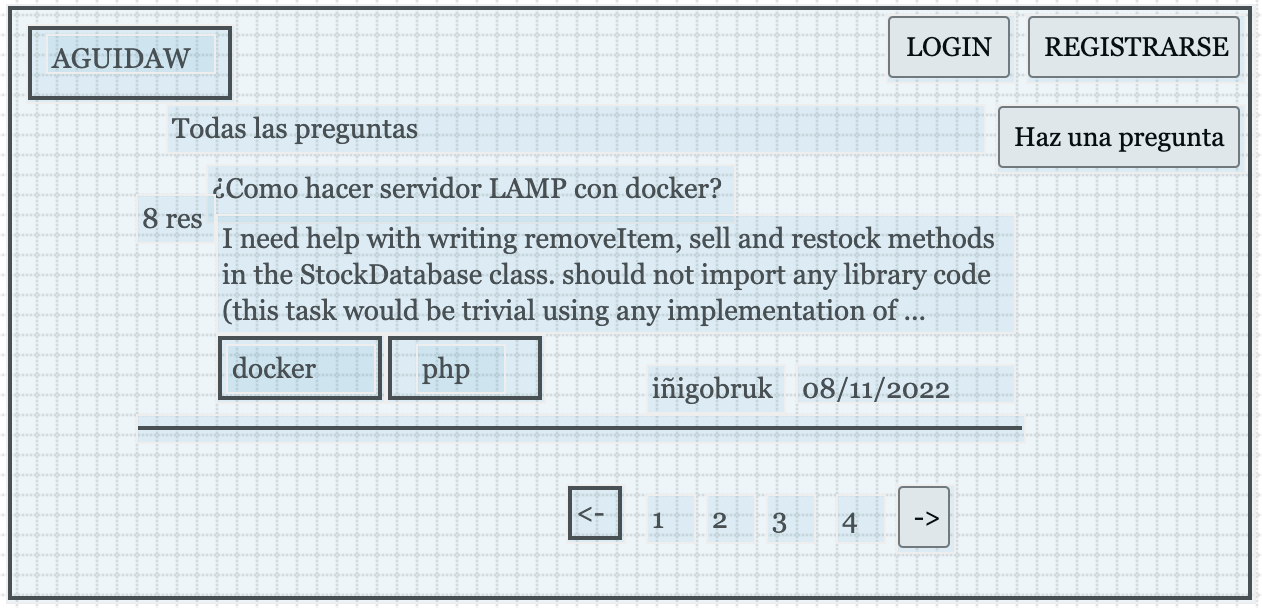 AGUIDAW
LOGIN
REGISTRARSE
Todas las preguntas
Haz una pregunta
¿Como hacer servidor LAMP con docker?
8 res
I need help with writing removeItem, sell and restock methods
in the StockDatabase class. should not import any library code
(this task would be trivial using any implementation of ...
docker
php
iñigobruk
08/11/2022
<-
1
2
3
4
->